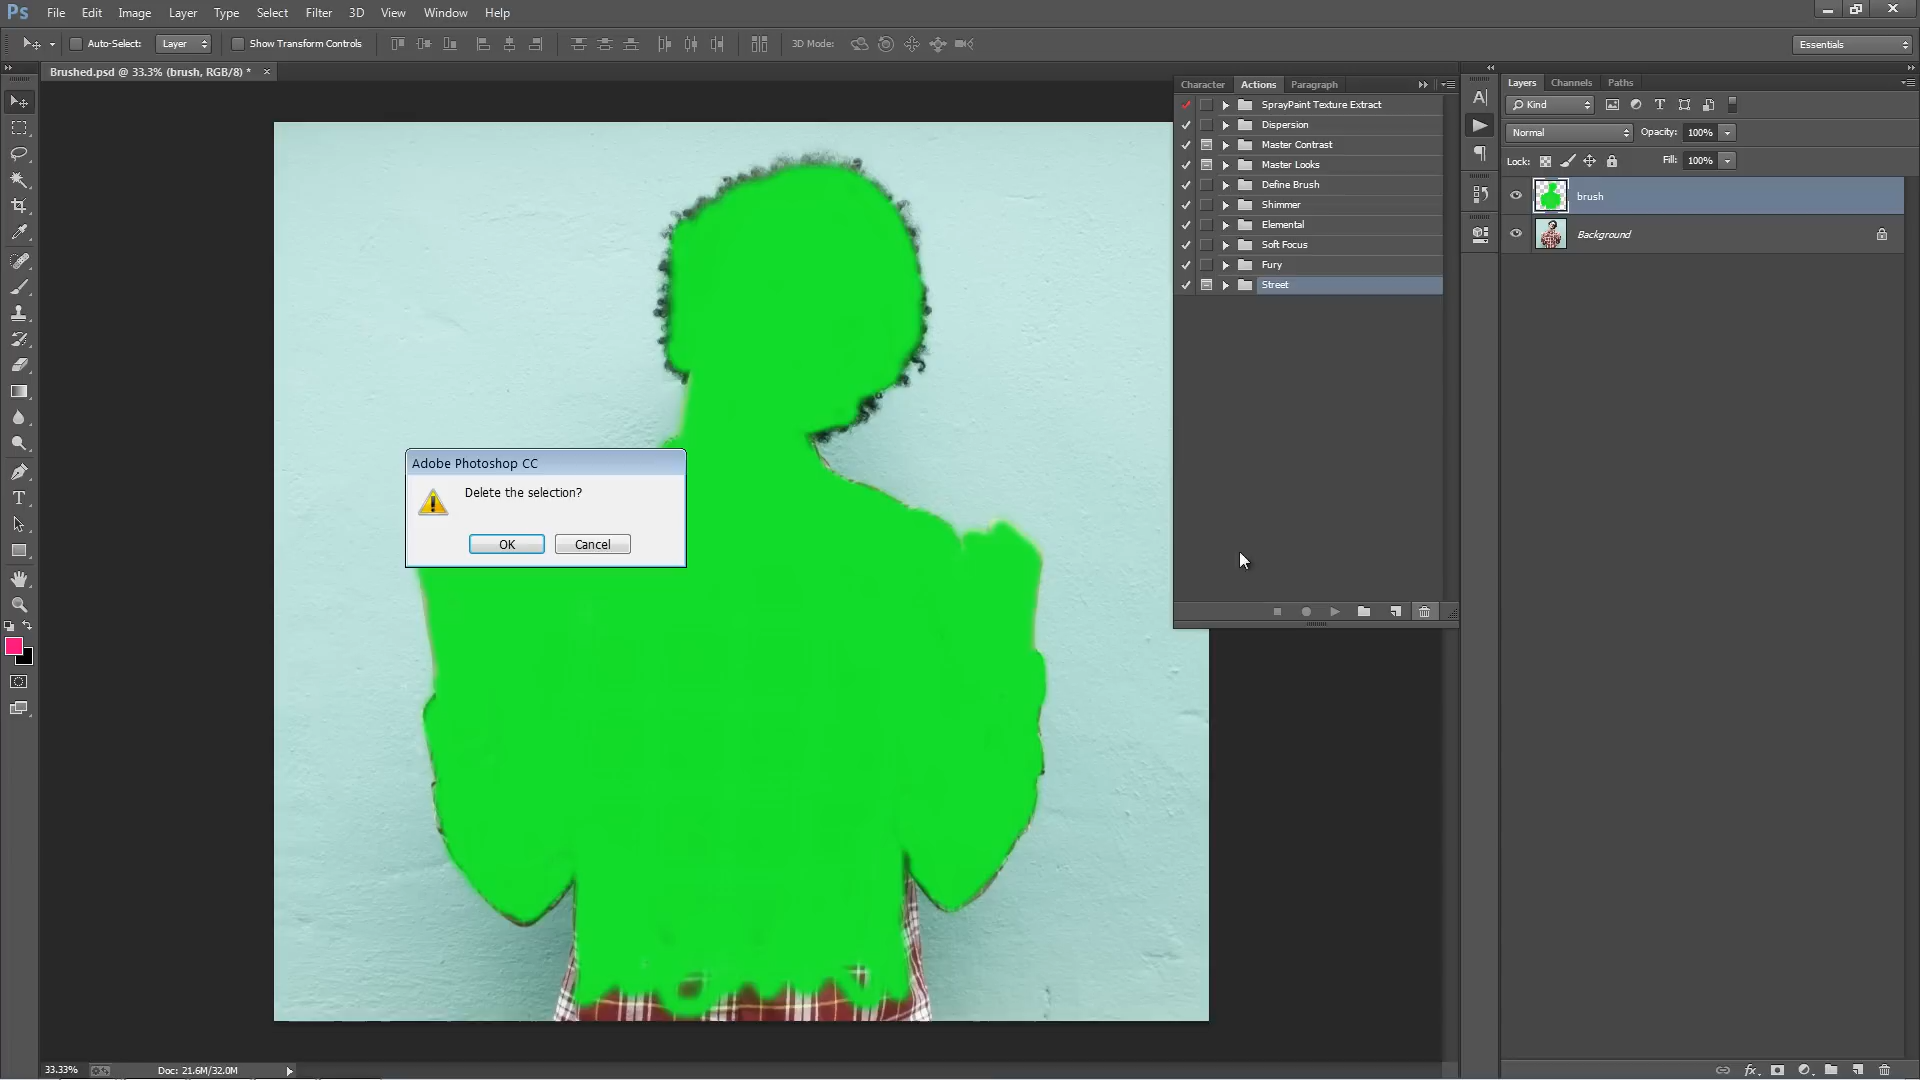 Ps File Edit Image Layer Type Select Filter 3D View Window Help
Auto-Select: Layer Show Transform Controls 3D Mode: Essentials
Brushed.psd @ 33.3% (brush, RGB/8) *
Character Actions Paragraph
SprayPaint Texture Extract
Dispersion
Master Contrast
Master Looks
Define Brush
Shimmer
Elemental
Soft Focus
Fury
Street
Layers Channels Paths
Kind
Normal Opacity: 100%
Lock: Fill: 100%
brush
Background
Adobe Photoshop CC
Delete the selection?
OK Cancel
33.33% Doc: 21.6M/32.0M